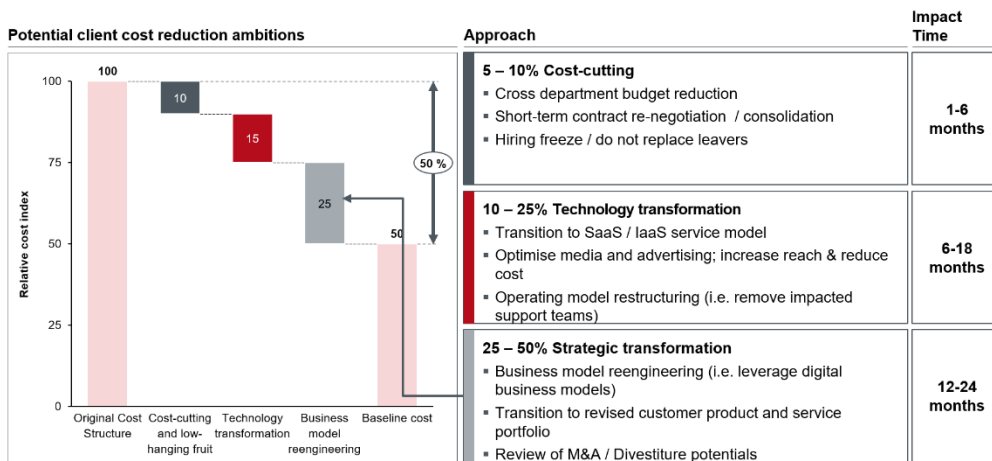 Potential client cost reduction ambitions
Approach
Impact
Time
100
100
10
15
75
50 %
25
50
50
25
0
Relative cost index
Original Cost
Structure
Cost-cutting
and low-
hanging fruit
Technology
transformation
Business
model
reengineering
Baseline cost
5 – 10% Cost-cutting
▪ Cross department budget reduction
▪ Short-term contract re-negotiation / consolidation
▪ Hiring freeze / do not replace leavers
1-6
months
10 – 25% Technology transformation
▪ Transition to SaaS / IaaS service model
▪ Optimise media and advertising; increase reach & reduce
cost
▪ Operating model restructuring (i.e. remove impacted
support teams)
6-18
months
25 – 50% Strategic transformation
▪ Business model reengineering (i.e. leverage digital
business models)
▪ Transition to revised customer product and service
portfolio
▪ Review of M&A / Divestiture potentials
12-24
months